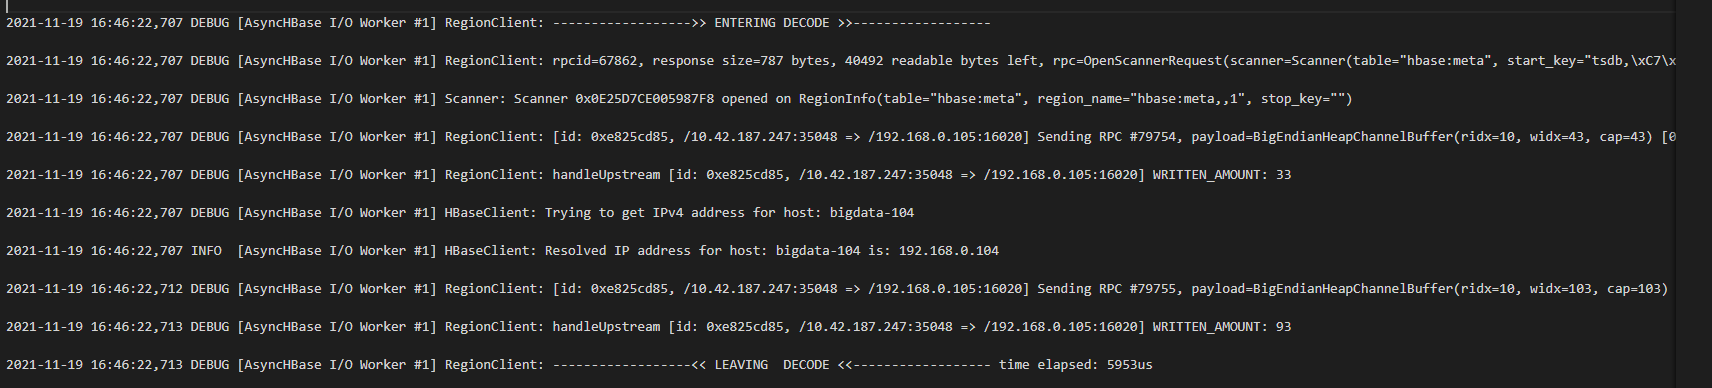 2021-11-19 16:46:22,707 DEBUG [AsyncHBase I/O Worker #1] RegionClient: ------------------>> ENTERING DECODE >>------------------
2021-11-19 16:46:22,707 DEBUG [AsyncHBase I/O Worker #1] RegionClient: rpcid=67862, response size=787 bytes, 40492 readable bytes left, rpc=OpenScannerRequest(scanner=Scanner(table="hbase:meta", start_key="tsdb,\xC7\x
2021-11-19 16:46:22,707 DEBUG [AsyncHBase I/O Worker #1] Scanner: Scanner 0x0E25D7CE005987F8 opened on RegionInfo(table="hbase:meta", region_name="hbase:meta,,1", stop_key="")
2021-11-19 16:46:22,707 DEBUG [AsyncHBase I/O Worker #1] RegionClient: [id: 0xe825cd85, /10.42.187.247:35048 => /192.168.0.105:16020] Sending RPC #79754, payload=BigEndianHeapChannelBuffer(ridx=10, widx=43, cap=43) [0
2021-11-19 16:46:22,707 DEBUG [AsyncHBase I/O Worker #1] RegionClient: handleUpstream [id: 0xe825cd85, /10.42.187.247:35048 => /192.168.0.105:16020] WRITTEN_AMOUNT: 33
2021-11-19 16:46:22,707 DEBUG [AsyncHBase I/O Worker #1] HBaseClient: Trying to get IPv4 address for host: bigdata-104
2021-11-19 16:46:22,707 INFO  [AsyncHBase I/O Worker #1] HBaseClient: Resolved IP address for host: bigdata-104 is: 192.168.0.104
2021-11-19 16:46:22,712 DEBUG [AsyncHBase I/O Worker #1] RegionClient: [id: 0xe825cd85, /10.42.187.247:35048 => /192.168.0.105:16020] Sending RPC #79755, payload=BigEndianHeapChannelBuffer(ridx=10, widx=103, cap=103)
2021-11-19 16:46:22,713 DEBUG [AsyncHBase I/O Worker #1] RegionClient: handleUpstream [id: 0xe825cd85, /10.42.187.247:35048 => /192.168.0.105:16020] WRITTEN_AMOUNT: 93
2021-11-19 16:46:22,713 DEBUG [AsyncHBase I/O Worker #1] RegionClient: ------------------<< LEAVING  DECODE <<------------------ time elapsed: 5953us